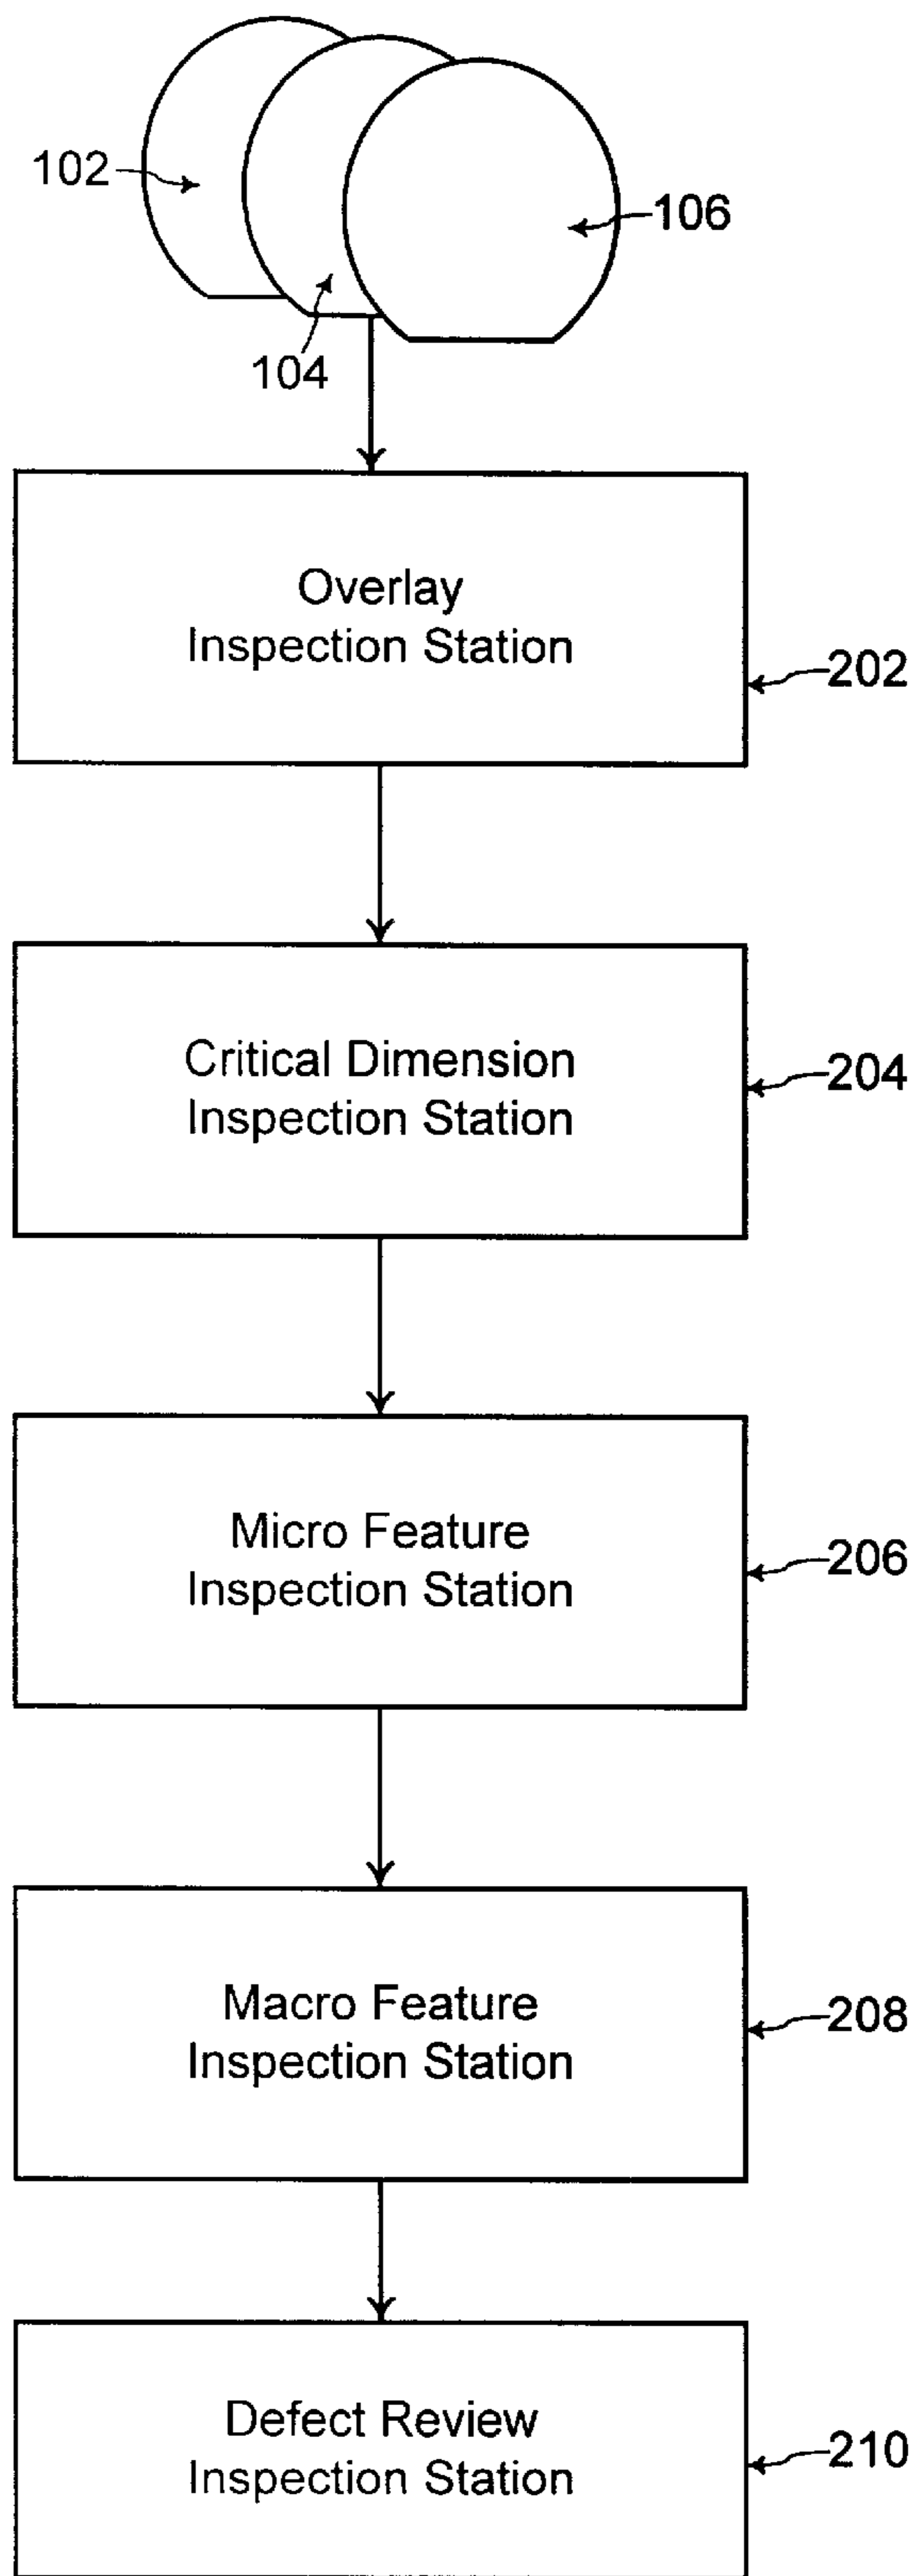 102
106
104
Overlay
Inspection Station
202
Critical Dimension
Inspection Station
204
Micro Feature
Inspection Station
206
Macro Feature
Inspection Station
208
Defect Review
Inspection Station
210